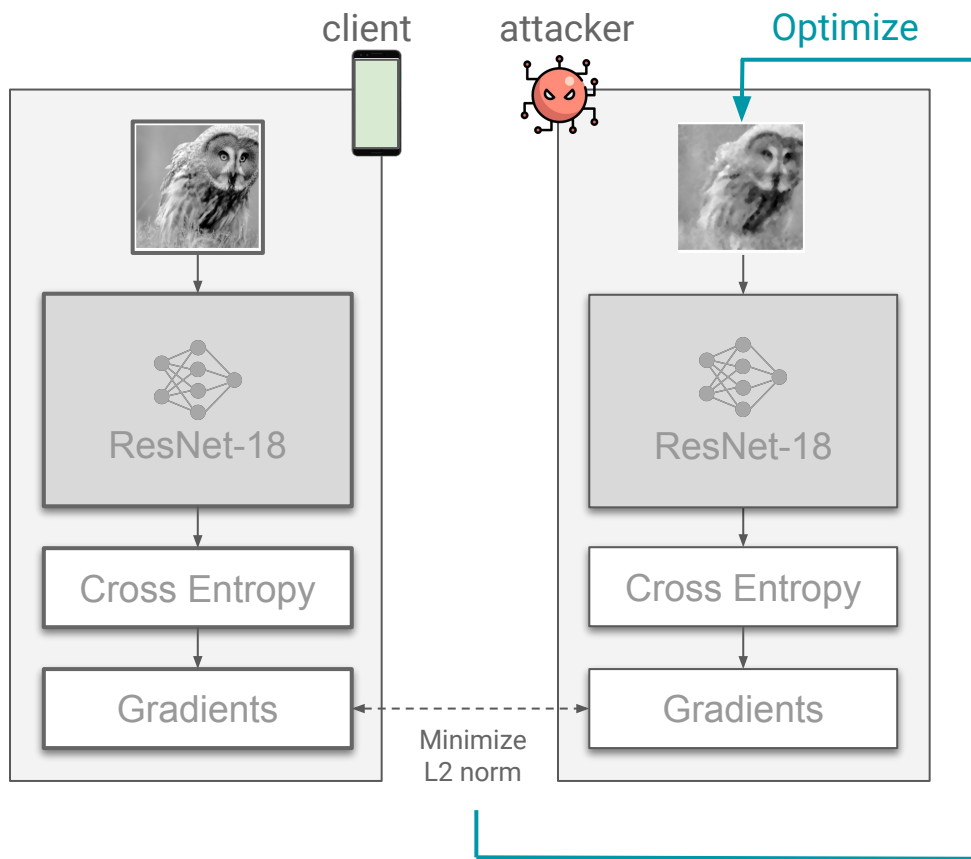 client
attacker
Optimize
ResNet-18
ResNet-18
Cross Entropy
Cross Entropy
Gradients
Gradients
Minimize
L2 norm